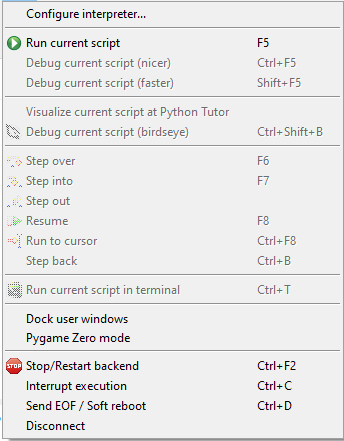 Configure interpreter...
Run current script F5
Debug current script (nicer) Ctrl+F5
Debug current script (faster) Shift+F5
Visualize current script at Python Tutor
Debug current script (birdseye) Ctrl+Shift+B
Step over F6
Step into F7
Step out
Resume F8
Run to cursor Ctrl+F8
Step back Ctrl+B
Run current script in terminal Ctrl+T
Dock user windows
Pygame Zero mode
STOP Stop/Restart backend Ctrl+F2
Interrupt execution Ctrl+C
Send EOF / Soft reboot Ctrl+D
Disconnect